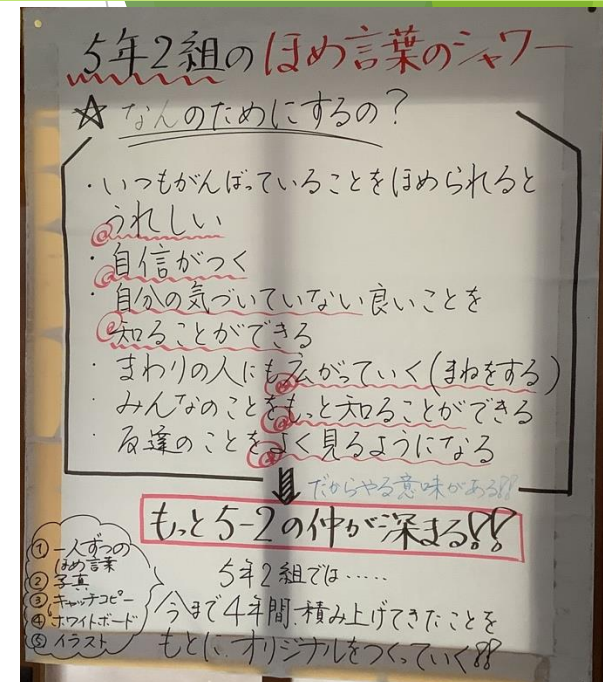 5年2組のほめ言葉のシャワー
☆なんのためにするの?
・いつもがんばっていることをほめられると
うれしい
・自信がつく
・自分の気づいていない良いことを
知ることができる
・まわりの人にも広がっていく(まねをする)
・みんなのことをもっと知ることができる
・友達のことをよく見るようになる
だからやる意味がある!!
もっと5-2の仲が深まる!!
①一人ずつの
ほめ言葉
②写真
③キャッチコピー
④ホワイトボード
⑤イラスト
5年2組では……
今まで4年間積み上げてきたことを
もとに、オリジナルをつくっていく!!